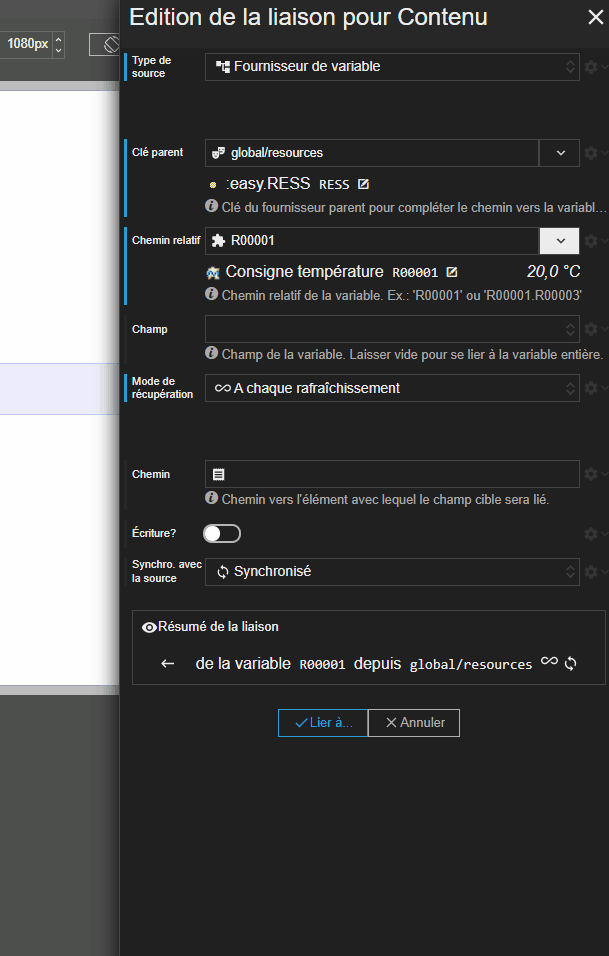 Edition de la liaison pour Contenu
1080px
Type de source
Fournisseur de variable
Clé parent
global/resources
:easy.RESS RESS
Clé du fournisseur parent pour compléter le chemin vers la variabl...
Chemin relatif
R00001
Consigne température R00001 20,0 °C
Chemin relatif de la variable. Ex.: 'R00001' ou 'R00001.R00003'
Champ
Champ de la variable. Laisser vide pour se lier à la variable entière.
Mode de récupération
A chaque rafraîchissement
Chemin
Chemin vers l'élément avec lequel le champ cible sera lié.
Écriture?
Synchro. avec la source
Synchronisé
Résumé de la liaison
de la variable R00001 depuis global/resources
Lier à...
Annuler